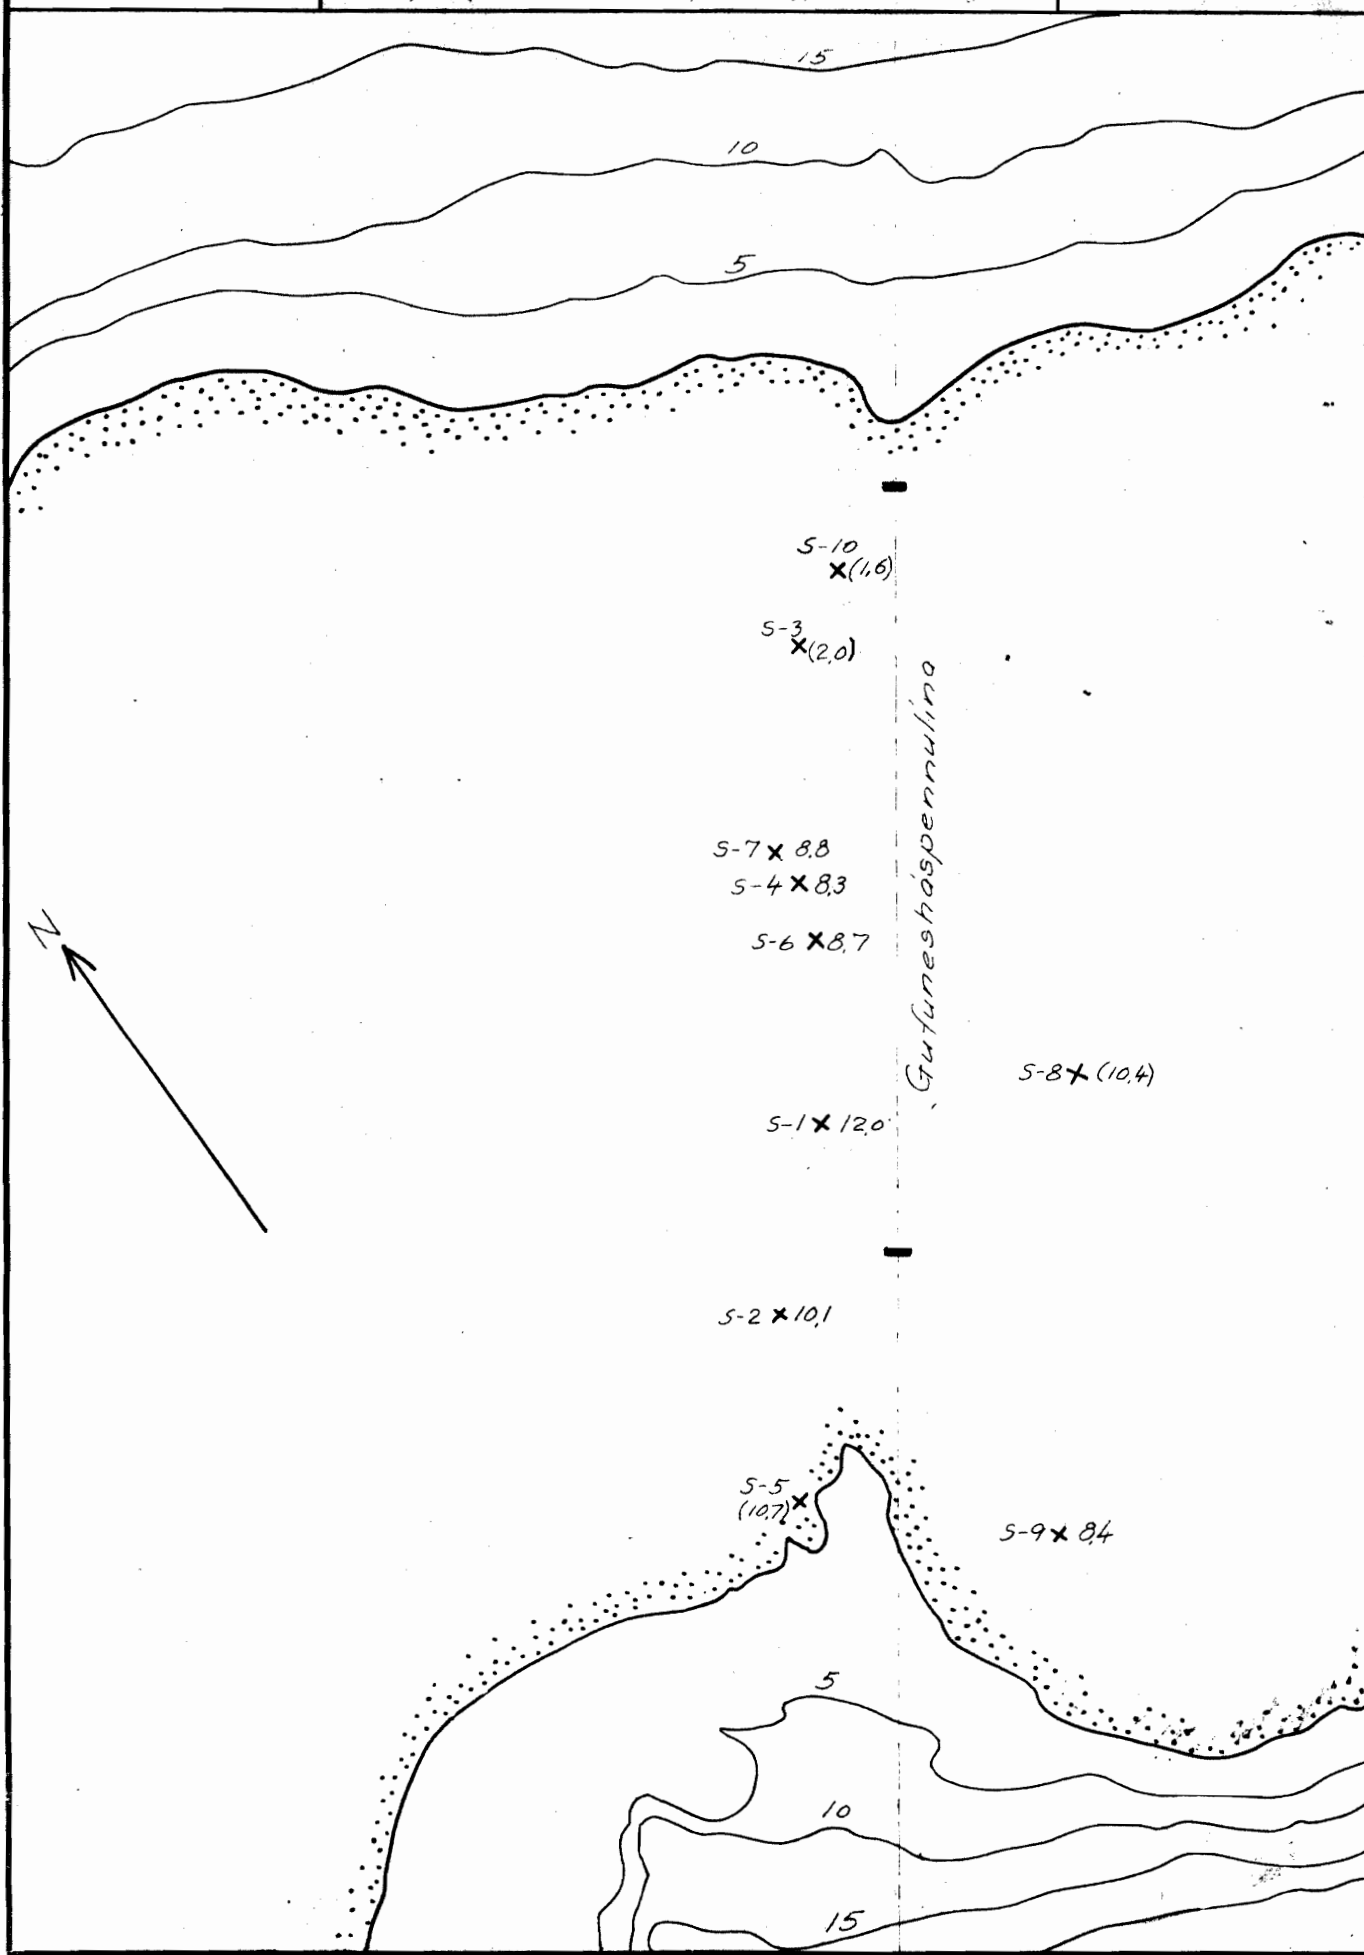 15
10
5
S-10
(1,6)
S-3
(2,0)
Gufunesháspennulína
S-7 8,8
S-4 8,3
S-6 8,7
N
S-8 (10,4)
S-1 12,0
S-2 10,1
S-5
(10,7)
S-9 8,4
5
10
15